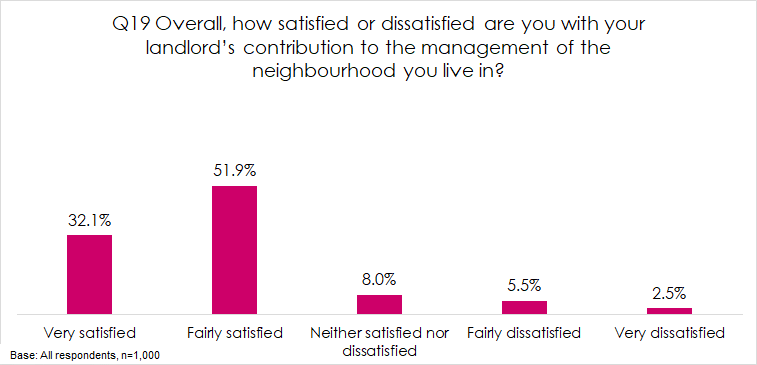 Q19 Overall, how satisfied or dissatisfied are you with your
landlord’s contribution to the management of the
neighbourhood you live in?
32.1%
51.9%
8.0%
5.5%
2.5%
Very satisfied
Fairly satisfied
Neither satisfied nor
dissatisfied
Fairly dissatisfied
Very dissatisfied
Base: All respondents, n=1,000